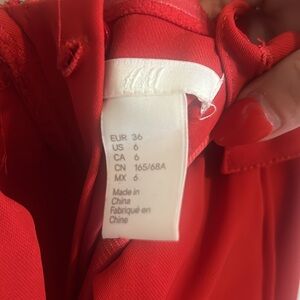 EUR 36
US 6
CA 6
CN 165/68A
MX 6
Made in
China
Fabriqué en
Chine